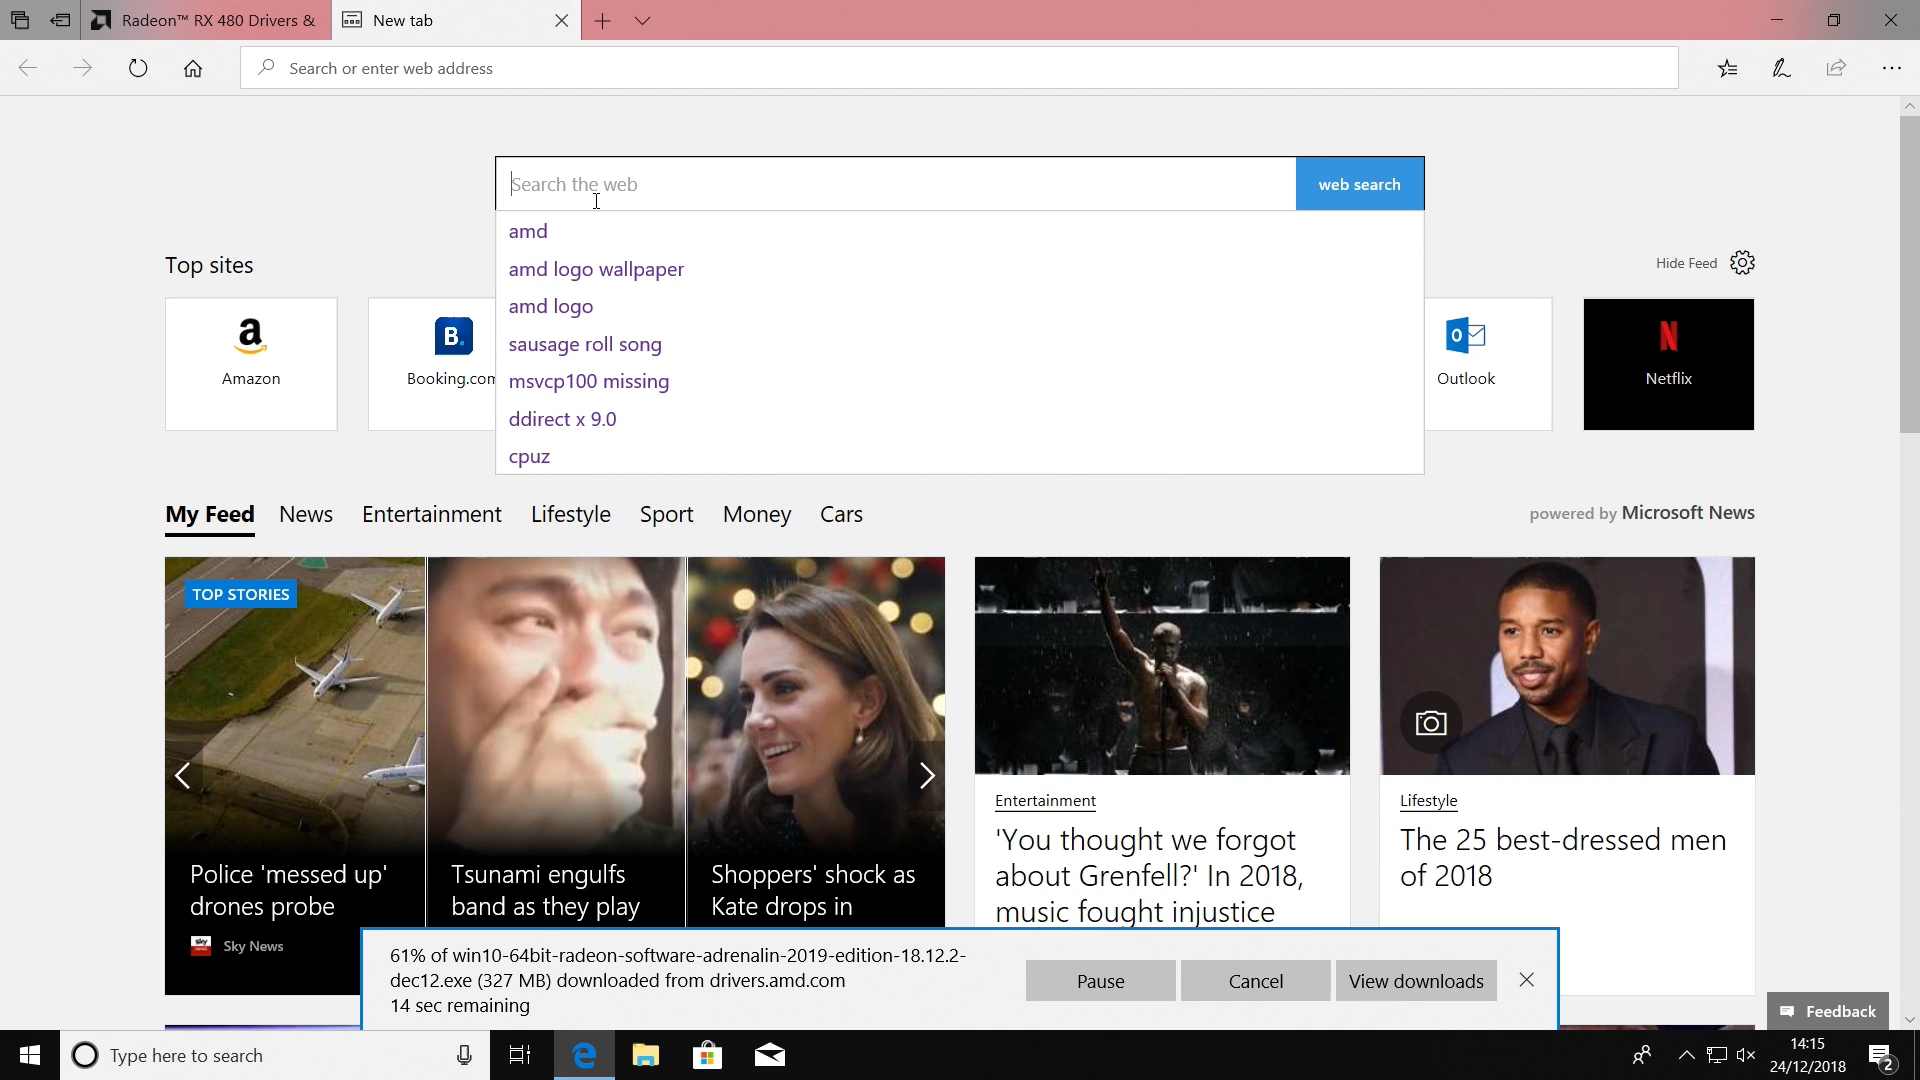 Radeon™ RX 480 Drivers &
New tab
Search or enter web address
Search the web
web search
amd
amd logo wallpaper
amd logo
sausage roll song
msvcp100 missing
ddirect x 9.0
cpuz
Top sites
Hide Feed
a
Amazon
B.
Booking.com
Outlook
N
Netflix
My Feed
News
Entertainment
Lifestyle
Sport
Money
Cars
powered by Microsoft News
TOP STORIES
Police 'messed up'
drones probe
sky news
Sky News
Tsunami engulfs
band as they play
Shoppers' shock as
Kate drops in
Entertainment
'You thought we forgot
about Grenfell?' In 2018,
music fought injustice
Lifestyle
The 25 best-dressed men
of 2018
61% of win10-64bit-radeon-software-adrenalin-2019-edition-18.12.2-
dec12.exe (327 MB) downloaded from drivers.amd.com
14 sec remaining
Pause
Cancel
View downloads
Feedback
Type here to search
14:15
24/12/2018
2